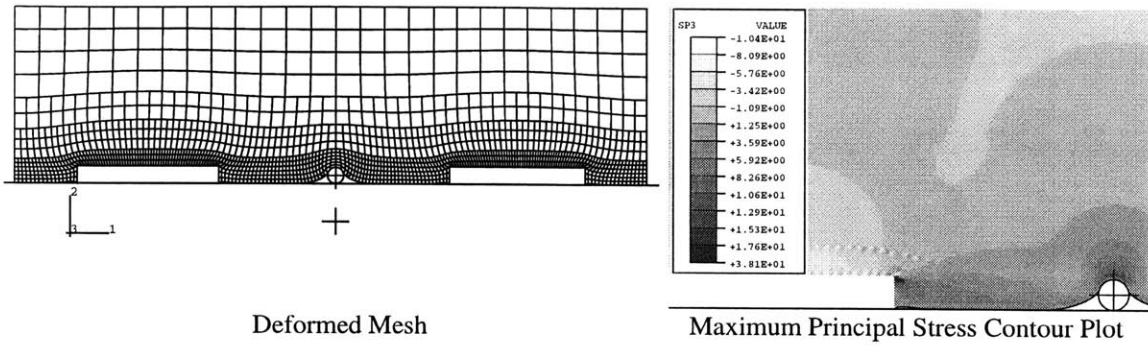 2
3
1
Deformed Mesh
SP3 VALUE
-1.04E+01
-8.09E+00
-5.76E+00
-3.42E+00
-1.09E+00
+1.25E+00
+3.59E+00
+5.92E+00
+8.26E+00
+1.06E+01
+1.29E+01
+1.53E+01
+1.76E+01
+3.81E+01
Maximum Principal Stress Contour Plot